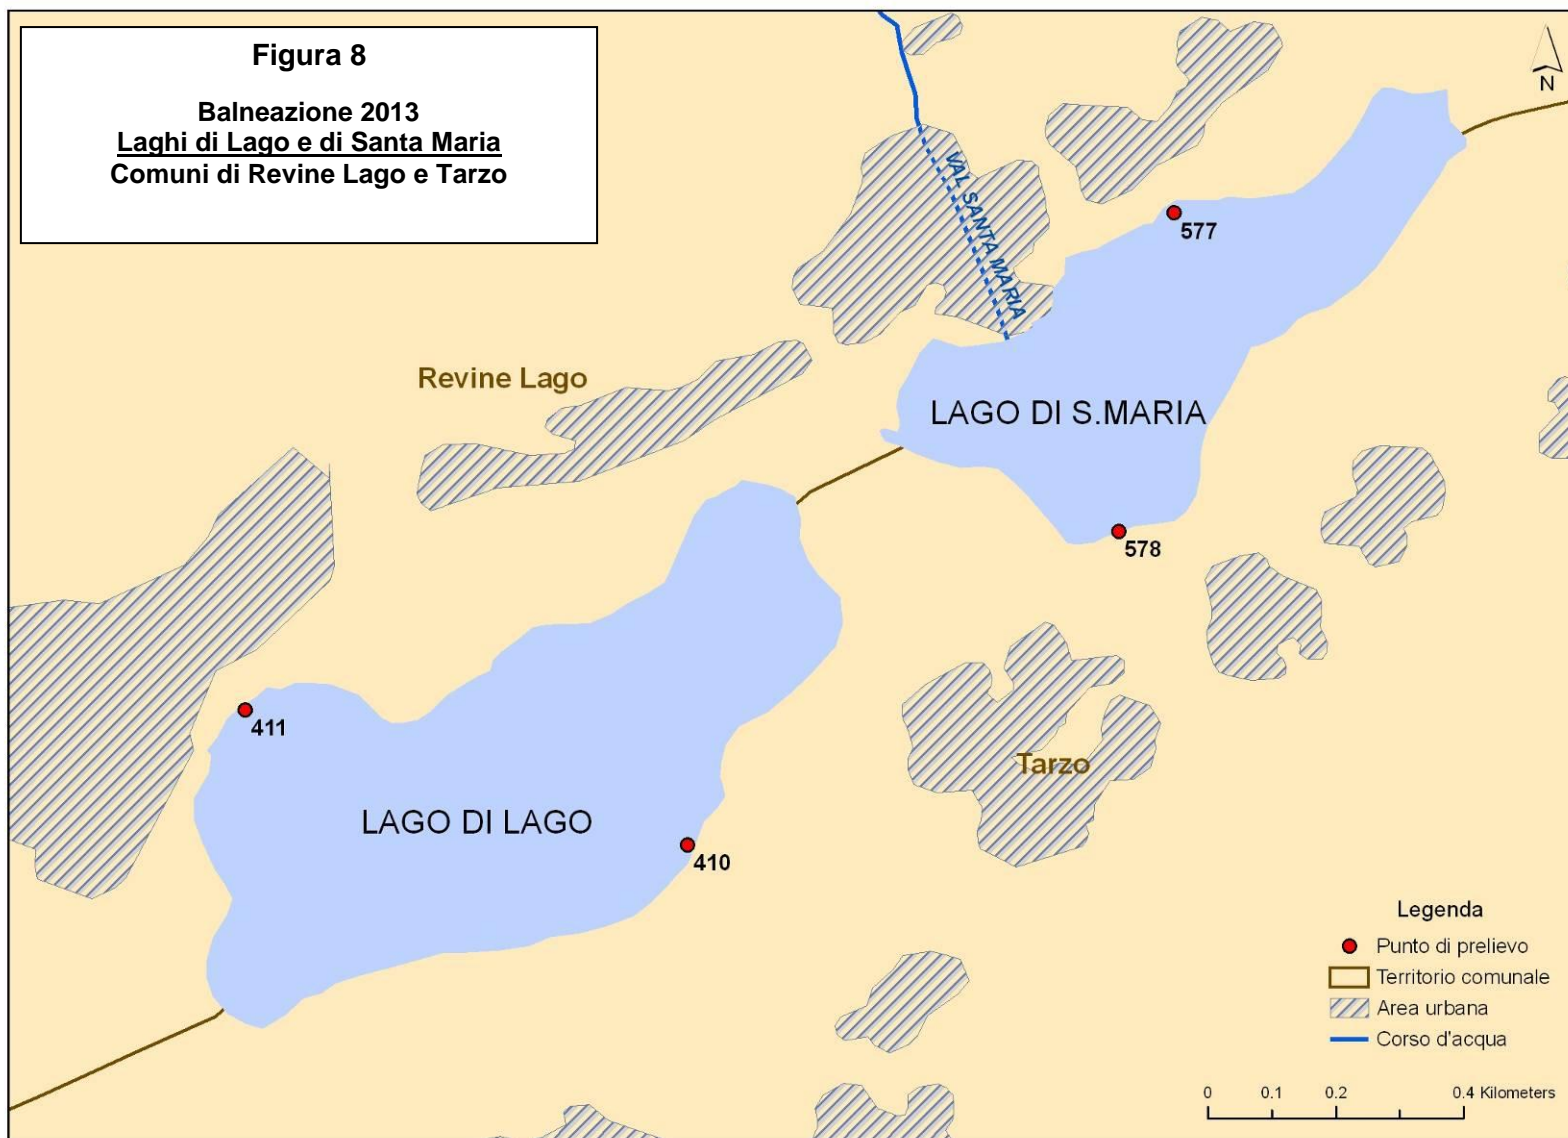 Figura 8
Balneazione 2013
Laghi di Lago e di Santa Maria
Comuni di Revine Lago e Tarzo
N
VAL SANTA MARIA
577
Revine Lago
LAGO DI S.MARIA
578
411
Tarzo
LAGO DI LAGO
410
Legenda
Punto di prelievo
Territorio comunale
Area urbana
Corso d'acqua
0 0.1 0.2 0.4 Kilometers